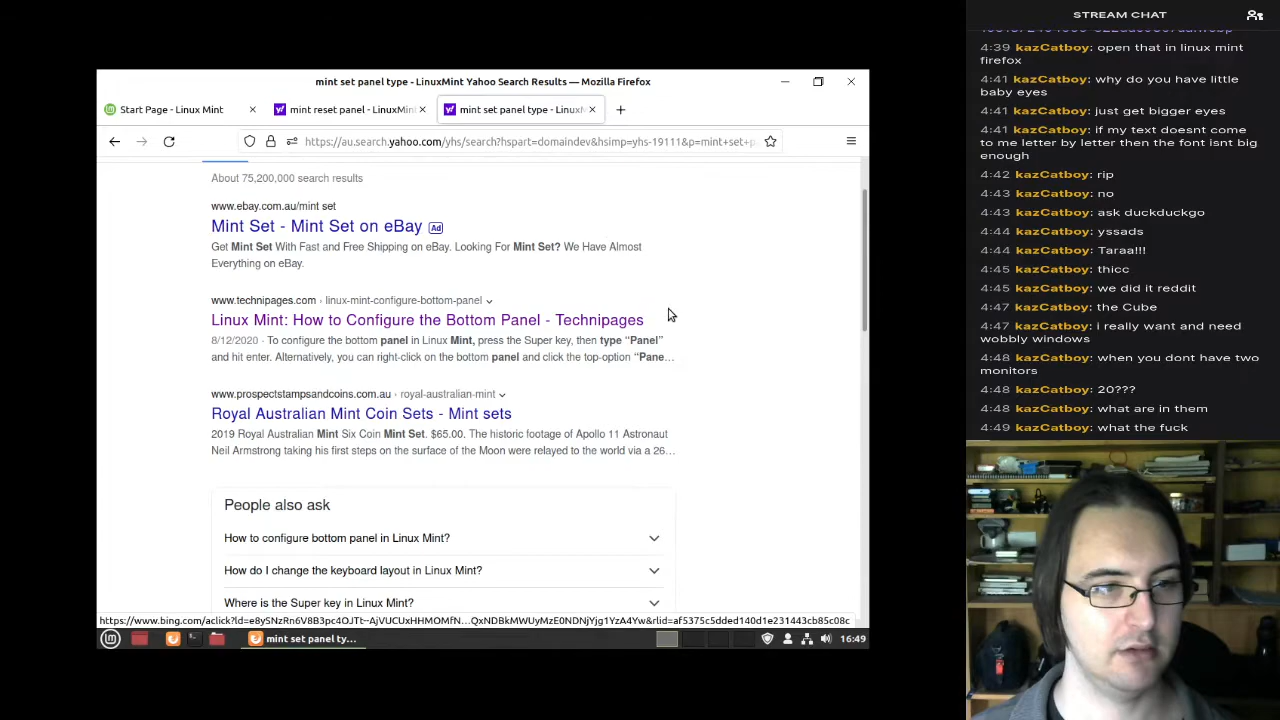 mint set panel type - LinuxMint Yahoo Search Results — Mozilla Firefox
Start Page - Linux Mint
mint reset panel - LinuxMint
mint set panel type - LinuxM
https://au.search.yahoo.com/yhs/search?hspart=domaindev&hsimp=yhs-19111&p=mint+set+p
About 75,200,000 search results
www.ebay.com.au/mint set
Mint Set - Mint Set on eBay Ad
Get Mint Set With Fast and Free Shipping on eBay. Looking For Mint Set? We Have Almost
Everything on eBay.
www.technipages.com › linux-mint-configure-bottom-panel
Linux Mint: How to Configure the Bottom Panel - Technipages
8/12/2020 · To configure the bottom panel in Linux Mint, press the Super key, then type “Panel”
and hit enter. Alternatively, you can right-click on the bottom panel and click the top-option “Pane…
www.prospectstampsandcoins.com.au › royal-australian-mint
Royal Australian Mint Coin Sets - Mint sets
2019 Royal Australian Mint Six Coin Mint Set. $65.00. The historic footage of Apollo 11 Astronaut
Neil Armstrong taking his first steps on the surface of the Moon were relayed to the world via a 26…
People also ask
How to configure bottom panel in Linux Mint?
How do I change the keyboard layout in Linux Mint?
Where is the Super key in Linux Mint?
mint set panel ty...
16:49
STREAM CHAT
4:39 kazCatboy: open that in linux mint
firefox
4:41 kazCatboy: why do you have little
baby eyes
4:41 kazCatboy: just get bigger eyes
4:41 kazCatboy: if my text doesnt come
to me letter by letter then the font isnt big
enough
4:42 kazCatboy: rip
4:43 kazCatboy: no
4:43 kazCatboy: ask duckduckgo
4:44 kazCatboy: yssads
4:44 kazCatboy: Taraa!!!
4:45 kazCatboy: thicc
4:45 kazCatboy: we did it reddit
4:47 kazCatboy: the Cube
4:47 kazCatboy: i really want and need
wobbly windows
4:48 kazCatboy: when you dont have two
monitors
4:48 kazCatboy: 20???
4:48 kazCatboy: what are in them
4:49 kazCatboy: what the fuck